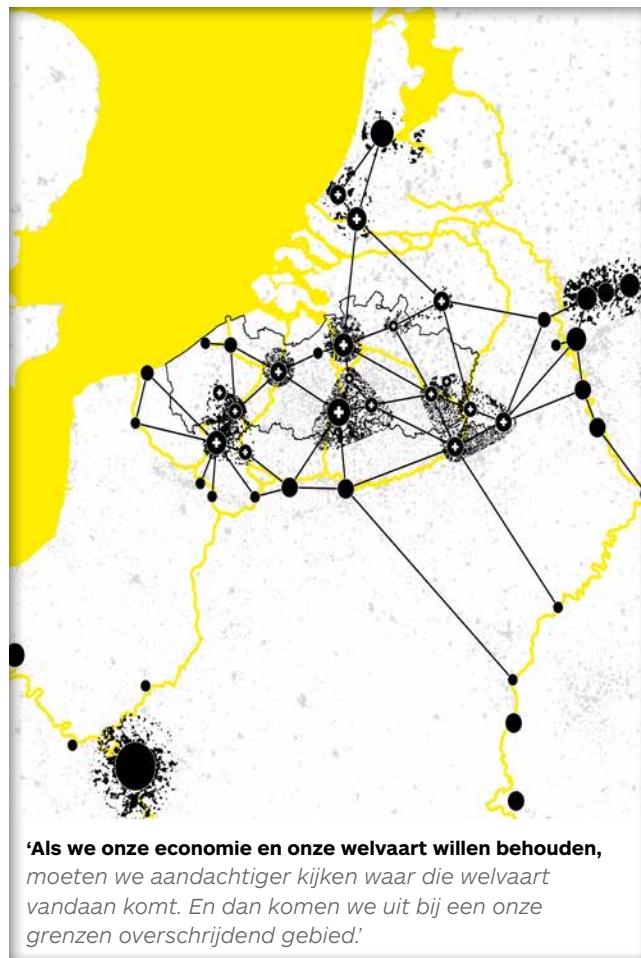 ‘Als we onze economie en onze welvaart willen behouden,
moeten we aandachtiger kijken waar die welvaart
vandaan komt. En dan komen we uit bij een onze
grenzen overschrijdend gebied.’